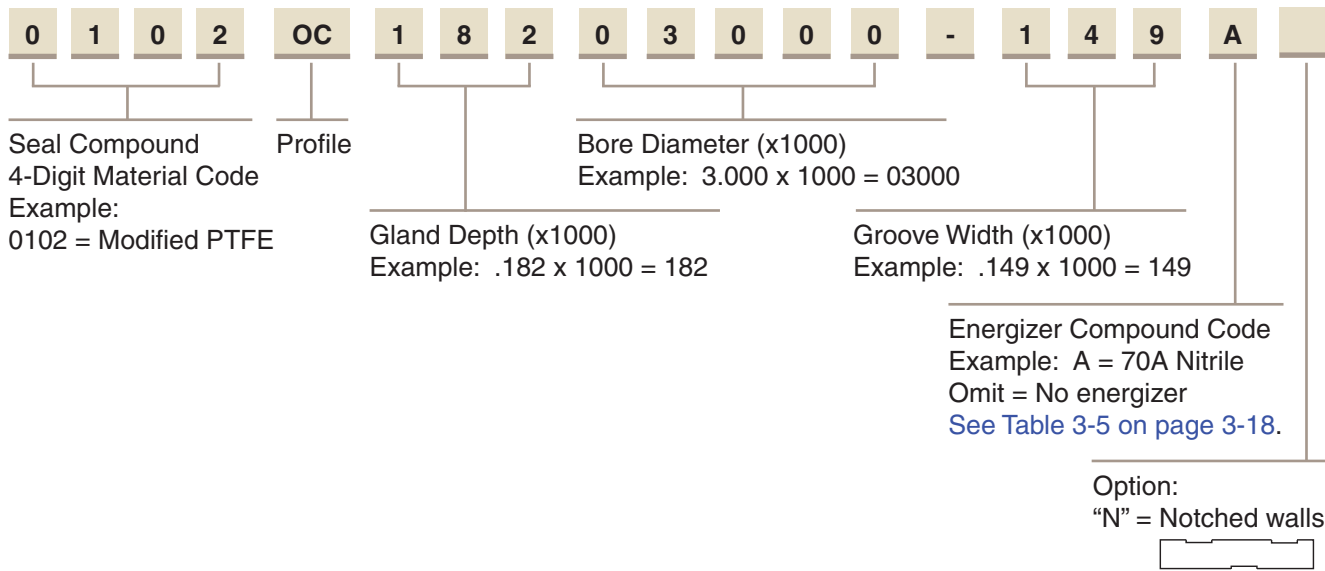 0 1 0 2 OC 1 8 2 0 3 0 0 0 - 1 4 9 A
Seal Compound
4-Digit Material Code
Example:
0102 = Modified PTFE
Profile
Gland Depth (x1000)
Example: .182 x 1000 = 182
Bore Diameter (x1000)
Example: 3.000 x 1000 = 03000
Groove Width (x1000)
Example: .149 x 1000 = 149
Energizer Compound Code
Example: A = 70A Nitrile
Omit = No energizer
See Table 3-5 on page 3-18.
Option:
“N” = Notched walls